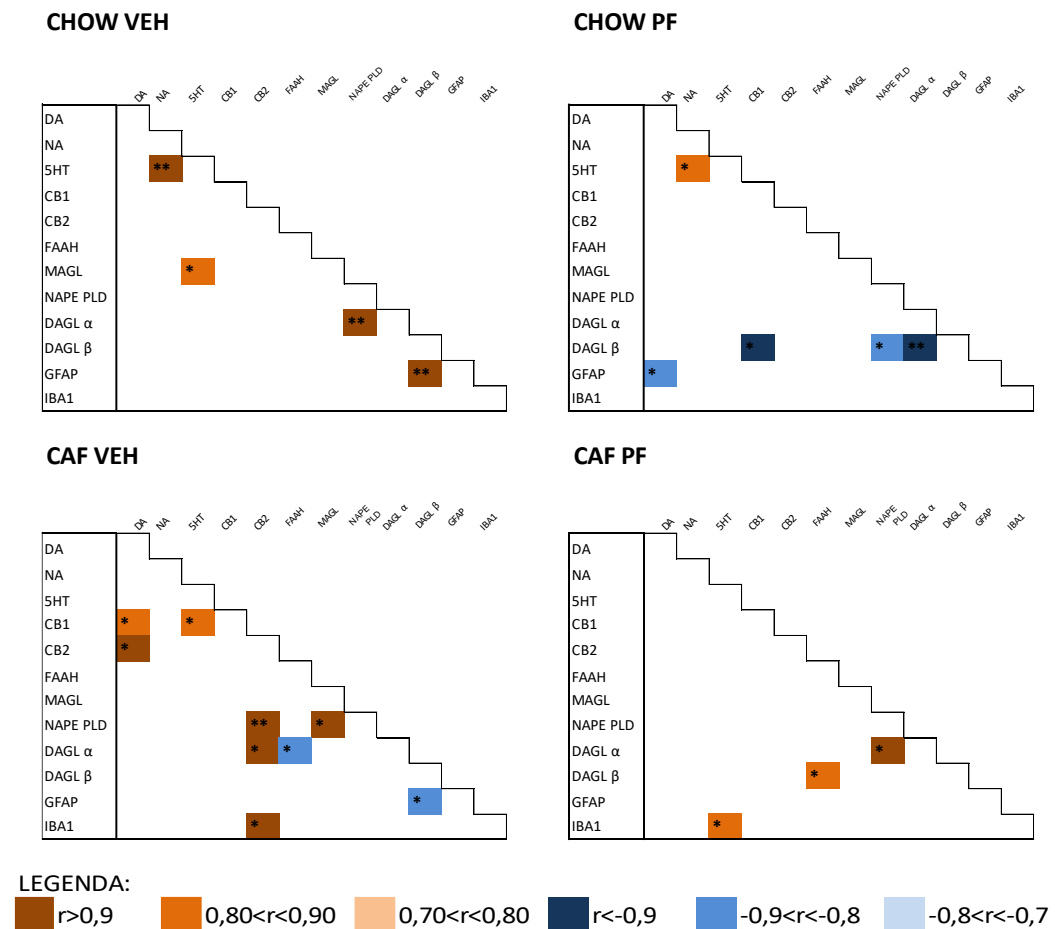 CHOW VEH
DA NA 5HT CB1 CB2 FAAH MAGL NAPE PLD DAGL α DAGL β GFAP IBA1
DA
NA
5HT **
CB1
CB2
FAAH
MAGL *
NAPE PLD
DAGL α **
DAGL β
GFAP **
IBA1
CHOW PF
DA NA 5HT CB1 CB2 FAAH MAGL NAPE PLD DAGL α DAGL β GFAP IBA1
DA
NA
5HT *
CB1
CB2
FAAH
MAGL
NAPE PLD
DAGL α
DAGL β * * **
GFAP *
IBA1
CAF VEH
DA NA 5HT CB1 CB2 FAAH MAGL NAPE PLD DAGL α DAGL β GFAP IBA1
DA
NA
5HT
CB1 * *
CB2 *
FAAH
MAGL
NAPE PLD ** *
DAGL α * *
DAGL β
GFAP *
IBA1 *
CAF PF
DA NA 5HT CB1 CB2 FAAH MAGL NAPE PLD DAGL α DAGL β GFAP IBA1
DA
NA
5HT
CB1
CB2
FAAH
MAGL
NAPE PLD
DAGL α *
DAGL β *
GFAP
IBA1 *
LEGENDA:
r>0,9 0,80<r<0,90 0,70<r<0,80 r<-0,9 -0,9<r<-0,8 -0,8<r<-0,7